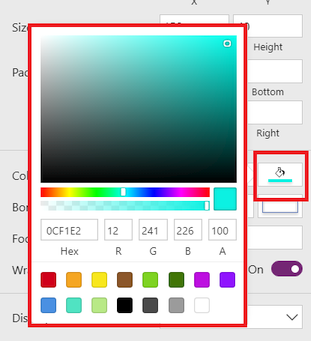 X Y
Size
Height
Pad
Bottom
Right
Col
Bor
0CF1E2 12 241 226 100
Hex R G B A
Foc
Wr On
Dis